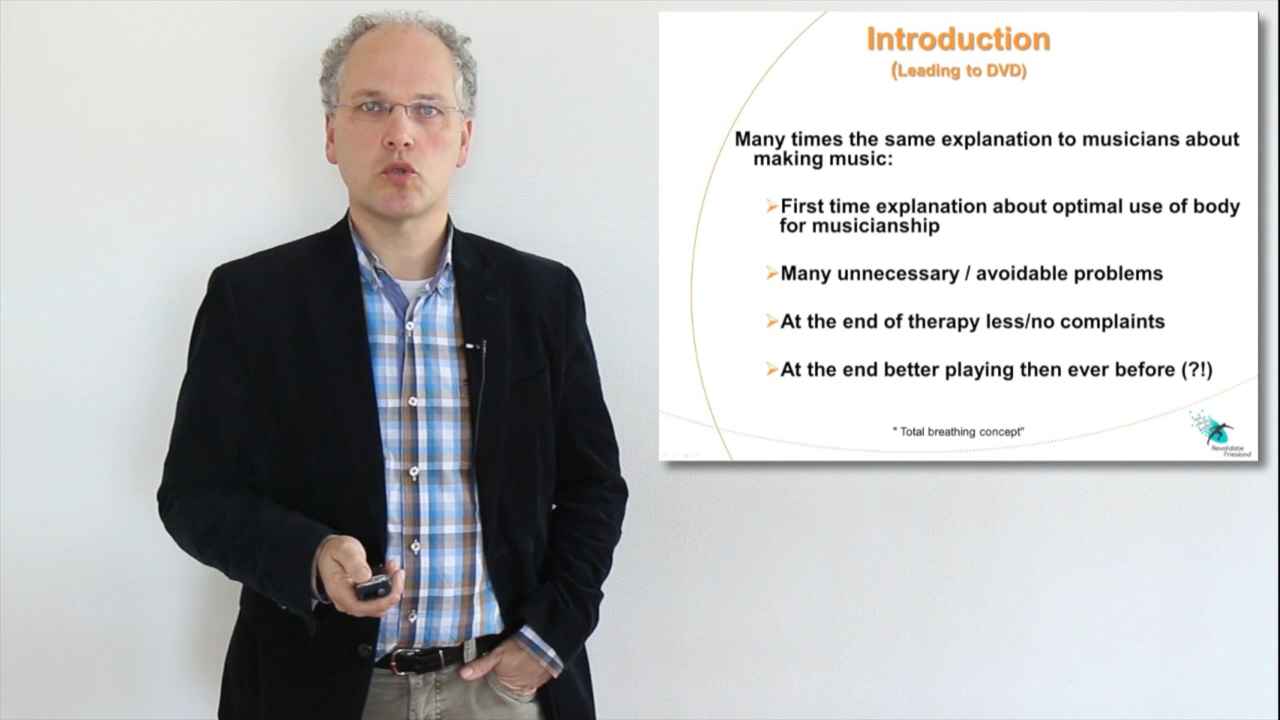 Introduction
(Leading to DVD)
Many times the same explanation to musicians about
making music:
First time explanation about optimal use of body
for musicianship
Many unnecessary / avoidable problems
At the end of therapy less/no complaints
At the end better playing then ever before (?!)
" Total breathing concept"
Revalidatie
Friesland